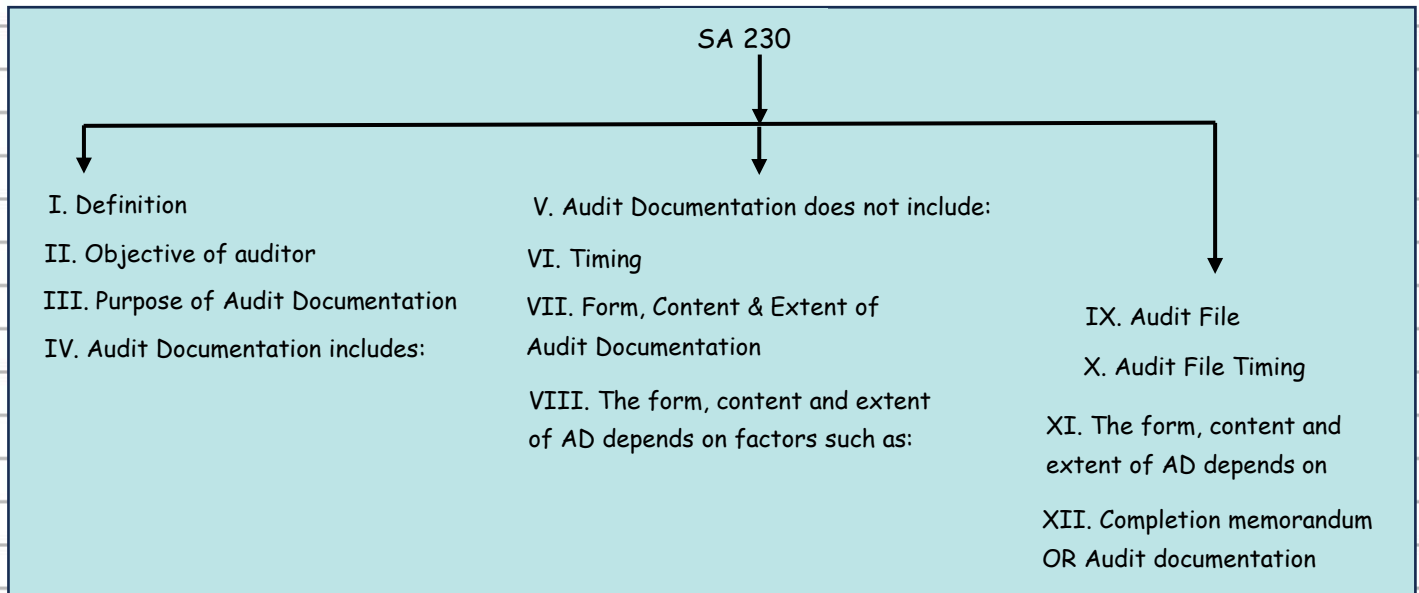 SA 230
I. Definition
II. Objective of auditor
III. Purpose of Audit Documentation
IV. Audit Documentation includes:
V. Audit Documentation does not include:
VI. Timing
VII. Form, Content & Extent of
Audit Documentation
VIII. The form, content and extent
of AD depends on factors such as:
IX. Audit File
X. Audit File Timing
XI. The form, content and
extent of AD depends on
XII. Completion memorandum
OR Audit documentation